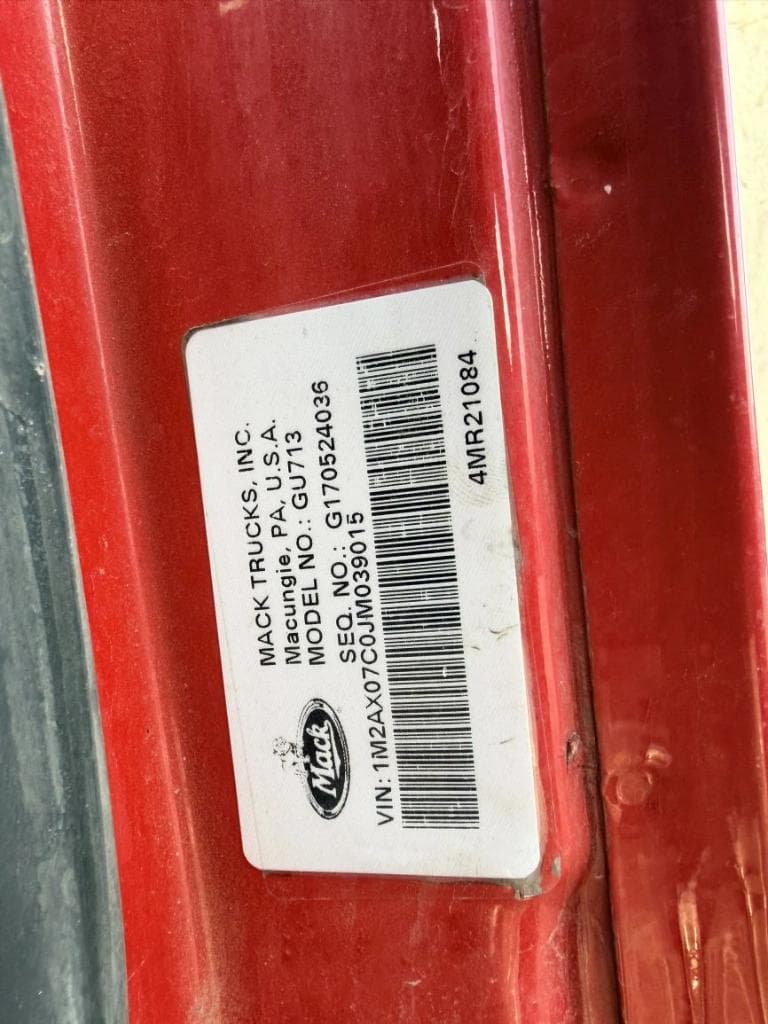 MACK TRUCKS, INC.
Macungie, PA, U.S.A.
MODEL NO.: GU713
SEQ. NO.: G170524036
Mack
VIN: 1M2AX07C0JM039015
4MR21084